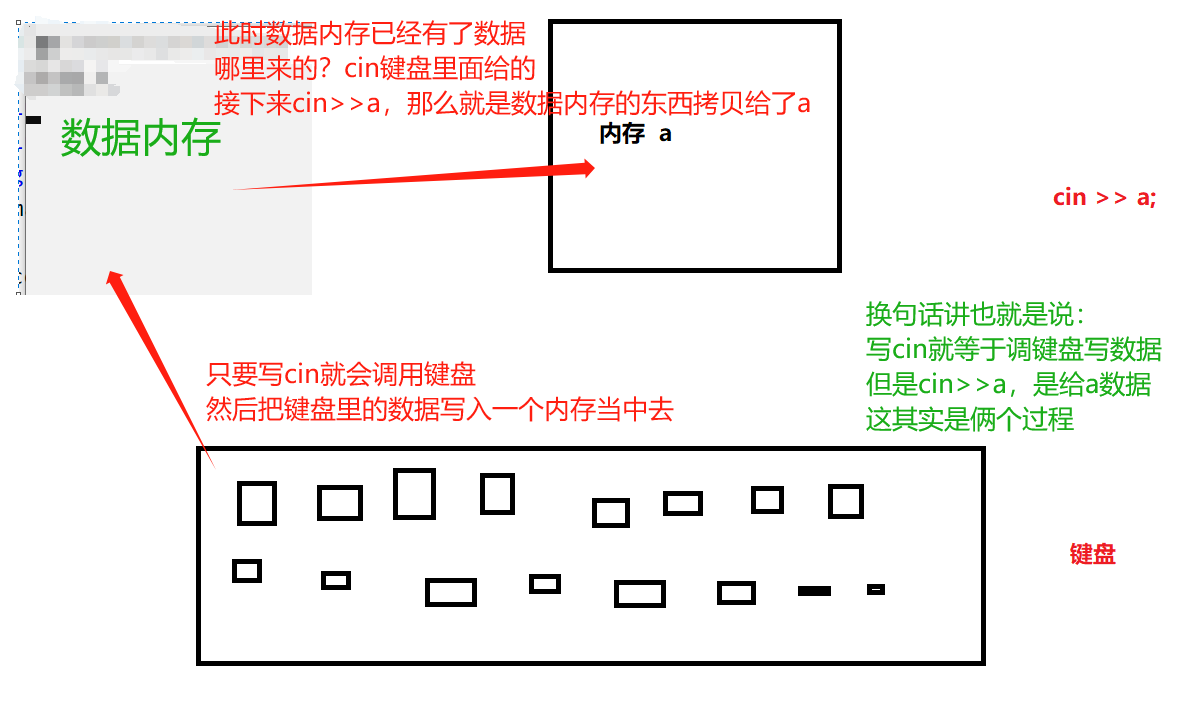 此时数据内存已经有了数据
哪里来的？cin键盘里面给的
接下来cin>>a，那么就是数据内存的东西拷贝给了a
数据内存
内存 a
cin >> a;
换句话讲也就是说：
写cin就等于调键盘写数据
但是cin>>a，是给a数据
这其实是俩个过程
只要写cin就会调用键盘
然后把键盘里的数据写入一个内存当中去
键盘